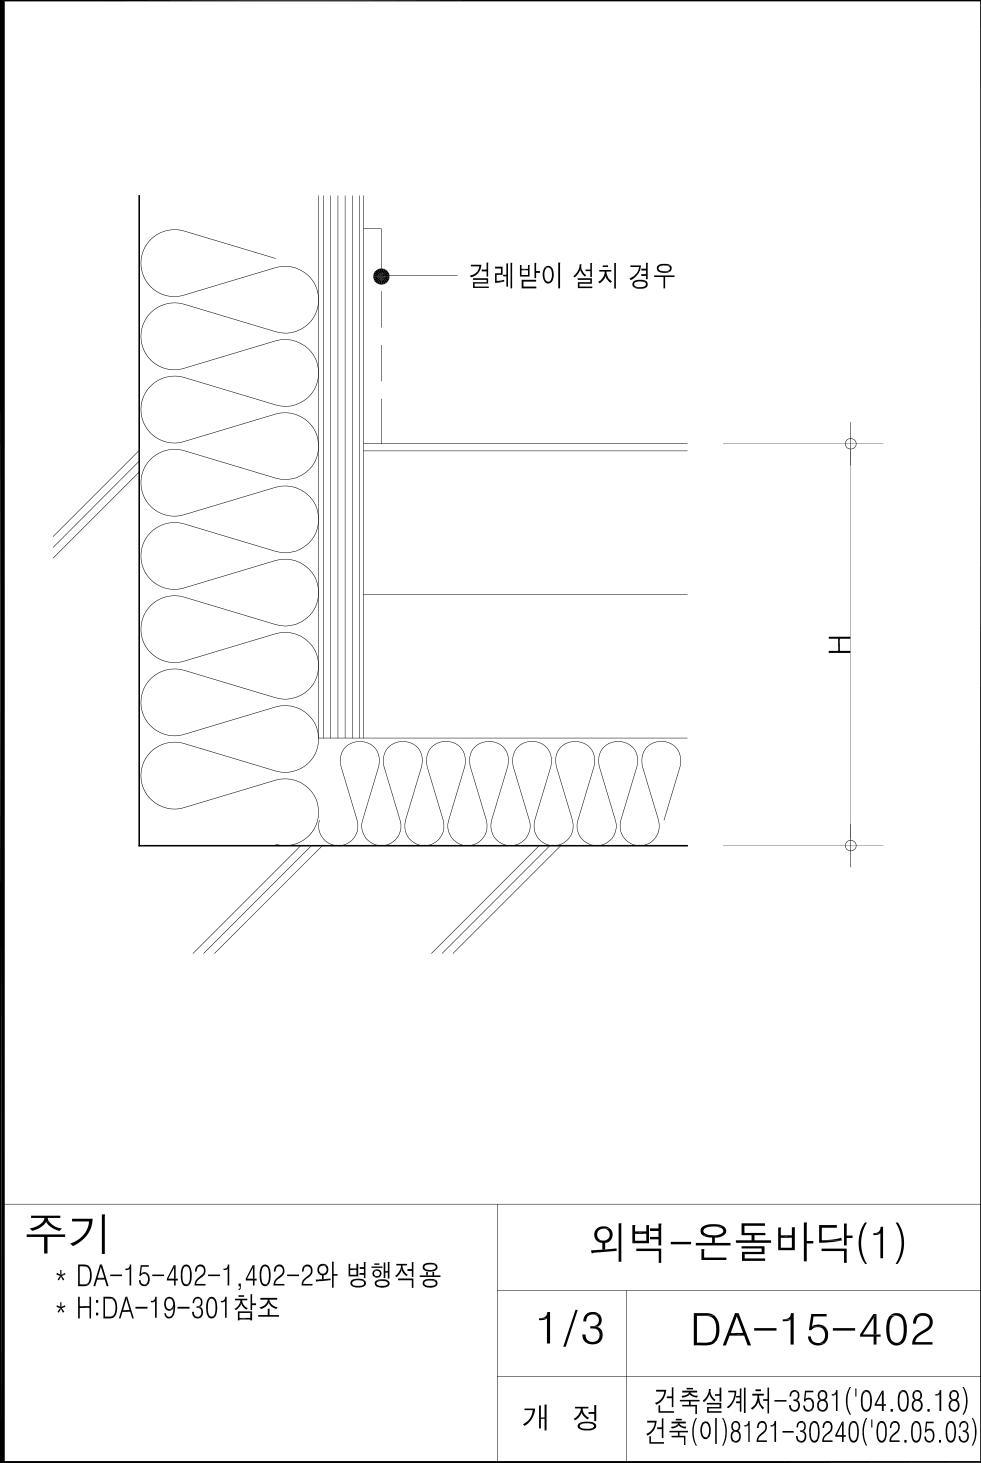 걸레받이 설치 경우
H
주기
* DA-15-402-1,402-2와 병행적용
* H:DA-19-301참조
외벽-온돌바닥(1)
1/3
DA-15-402
개 정
건축설계처-3581('04.08.18)
건축(이)8121-30240('02.05.03)